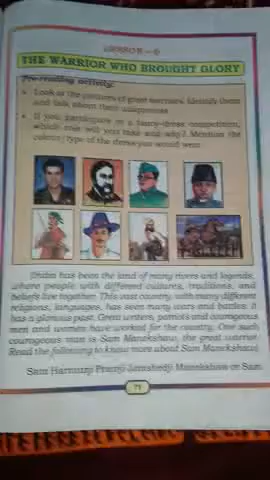 LESSON - 6
THE WARRIOR WHO BROUGHT GLORY
Pre-reading activity:
• Look at the pictures of great warriors. Identify them
and talk about their uniqueness
• If you participate in a fancy-dress competition,
which role will you take and why? Mention the
colour/type of the dress you would wear.
India has been the land of many rivers and legends,
where people with different cultures, traditions, and
beliefs live together. This vast country, with many different
religions, languages, has seen many wars and battles. It
has a glorious past. Great writers, patriots and courageous
men and women have worked for the country. One such
courageous man is Sam Manekshaw, the great warrior.
Read the following to know more about Sam Manekshaw.
Sam Hormusji Framji Jamshedji Manekshaw or Sam